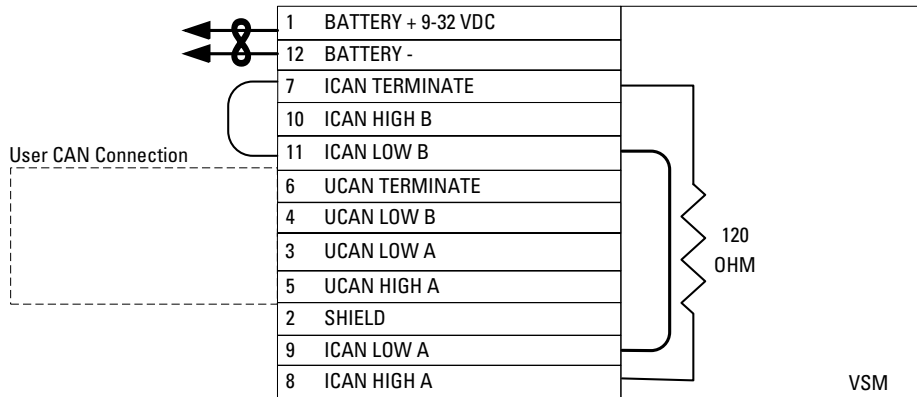 1 BATTERY + 9-32 VDC
12 BATTERY -
7 ICAN TERMINATE
10 ICAN HIGH B
11 ICAN LOW B
User CAN Connection
6 UCAN TERMINATE
4 UCAN LOW B
3 UCAN LOW A
5 UCAN HIGH A
2 SHIELD
9 ICAN LOW A
8 ICAN HIGH A
120
OHM
VSM